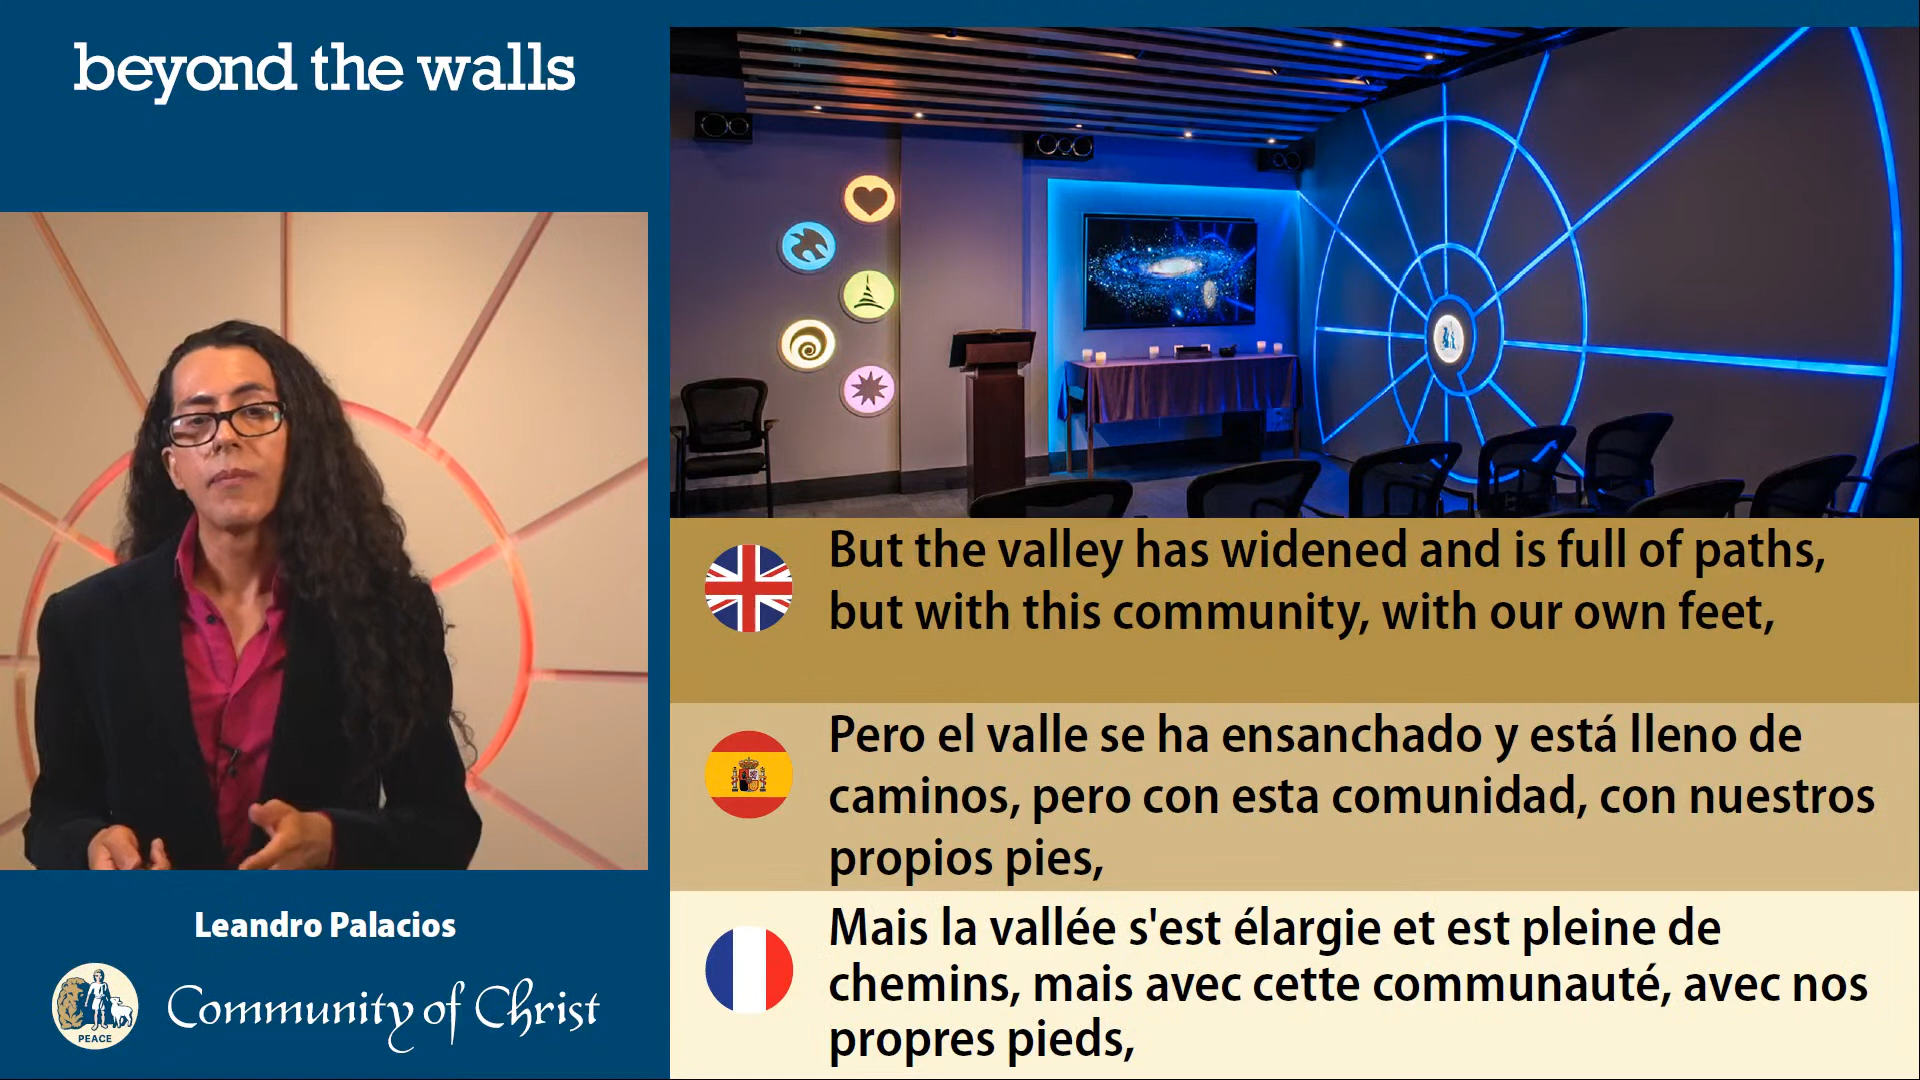 beyond the walls
But the valley has widened and is full of paths,
but with this community, with our own feet,
Pero el valle se ha ensanchado y está lleno de
caminos, pero con esta comunidad, con nuestros
propios pies,
Mais la vallée s'est élargie et est pleine de
chemins, mais avec cette communauté, avec nos
propres pieds,
Leandro Palacios
PEACE
Community of Christ